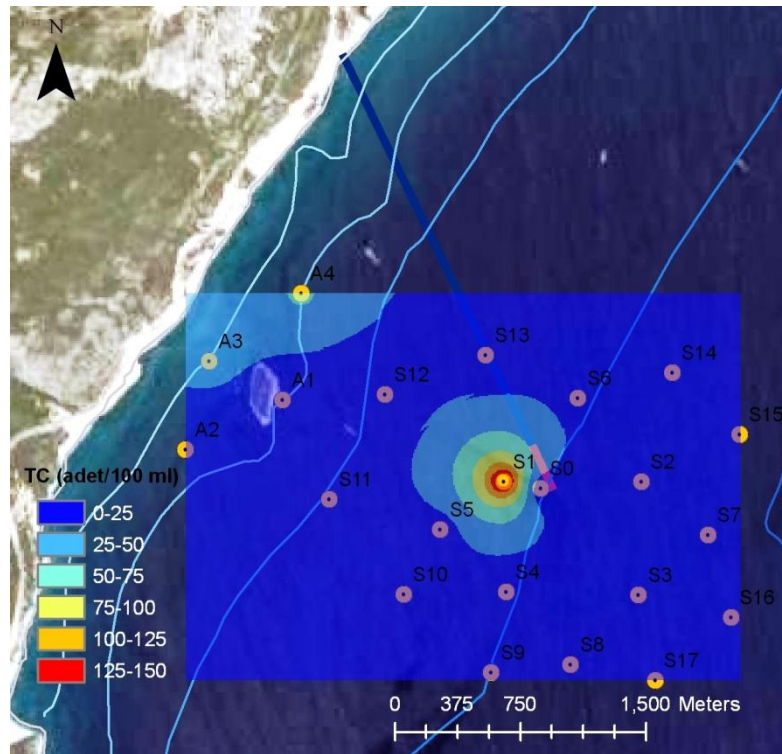 N
A4
A3
S13
S14
A1
S12
S6
S15
A2
S1
S0
S2
TC (adet/100 ml)
S11
0-25
S5
S7
25-50
50-75
S10
S4
S3
75-100
S16
100-125
S9
S8
S17
125-150
0 375 750 1,500 Meters